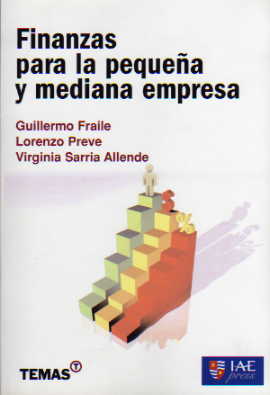 Finanzas
para la pequeña
y mediana empresa
Guillermo Fraile
Lorenzo Preve
Virginia Sarria Allende
$
%
TEMAS T
IAE
press